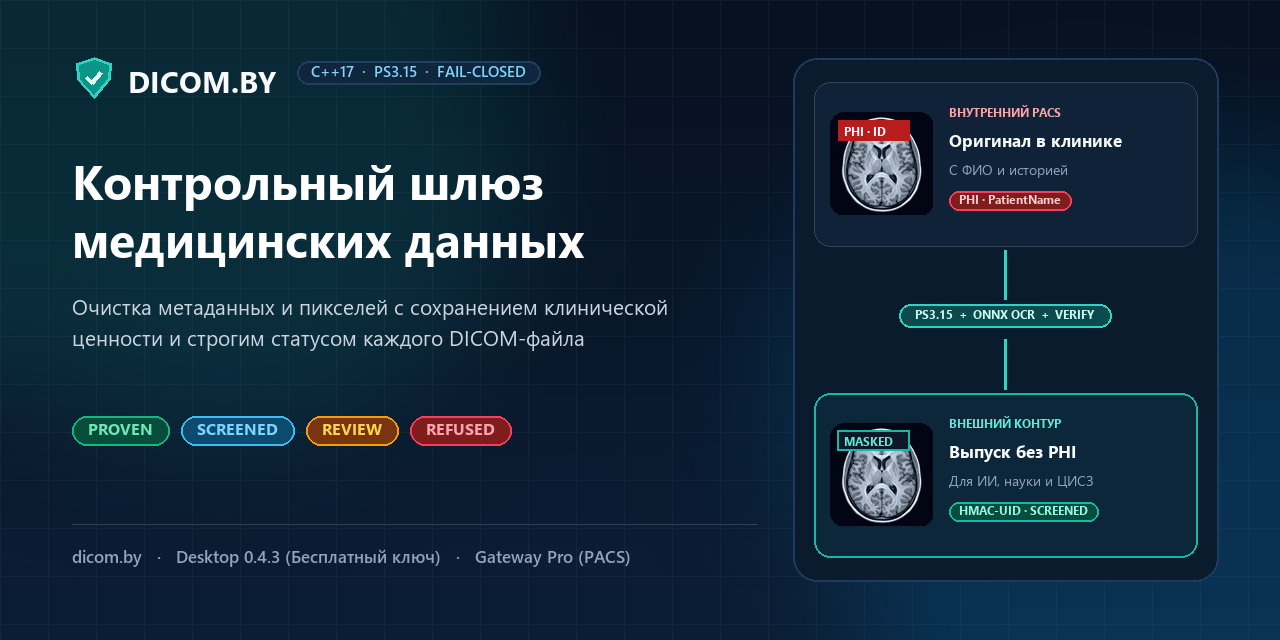 DICOM.BY
C++17 · PS3.15 · FAIL-CLOSED
Контрольный шлюз
медицинских данных
Очистка метаданных и пикселей с сохранением клинической
ценности и строгим статусом каждого DICOM-файла
PROVEN
SCREENED
REVIEW
REFUSED
dicom.by · Desktop 0.4.3 (Бесплатный ключ) · Gateway Pro (PACS)
PHI · ID
ВНУТРЕННИЙ PACS
Оригинал в клинике
С ФИО и историей
PHI · PatientName
PS3.15 + ONNX OCR + VERIFY
MASKED
ВНЕШНИЙ КОНТУР
Выпуск без PHI
Для ИИ, науки и ЦИСЗ
HMAC-UID · SCREENED